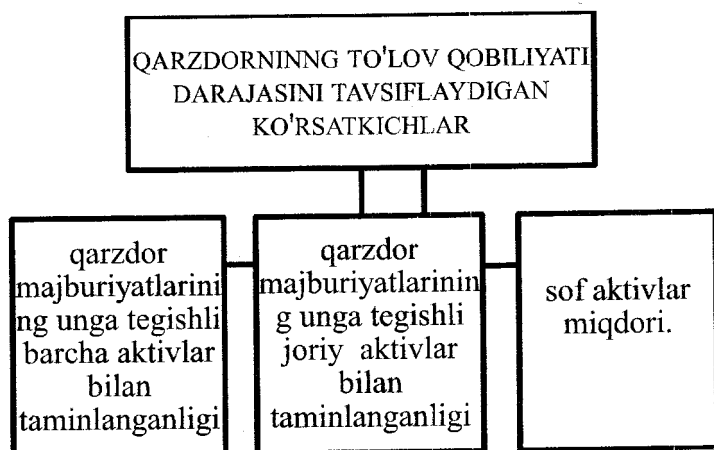 QARZDORNINNG TO'LOV QOBILIYATI
DARAJASINI TAVSIFLAYDIGAN
KO'RSATKICHLAR
qarzdor
majburiyatlarini
ng unga tegishli
barcha aktivlar
bilan
taminlanganligi
qarzdor
majburiyatlarinin
g unga tegishli
joriy aktivlar
bilan
taminlanganligi
sof aktivlar
miqdori.